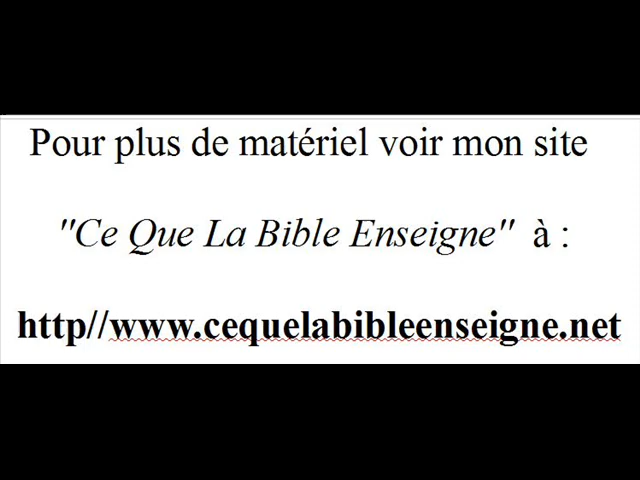 Pour plus de matériel voir mon site
"Ce Que La Bible Enseigne" à :
http//www.cequelabibleenseigne.net